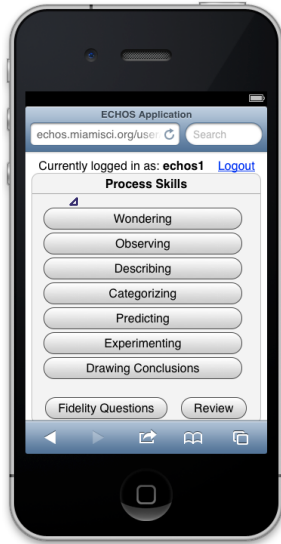 ECHOS Application
echos.miamisci.org/user
Search
Currently logged in as: echos1 Logout
Process Skills
Wondering
Observing
Describing
Categorizing
Predicting
Experimenting
Drawing Conclusions
Fidelity Questions Review